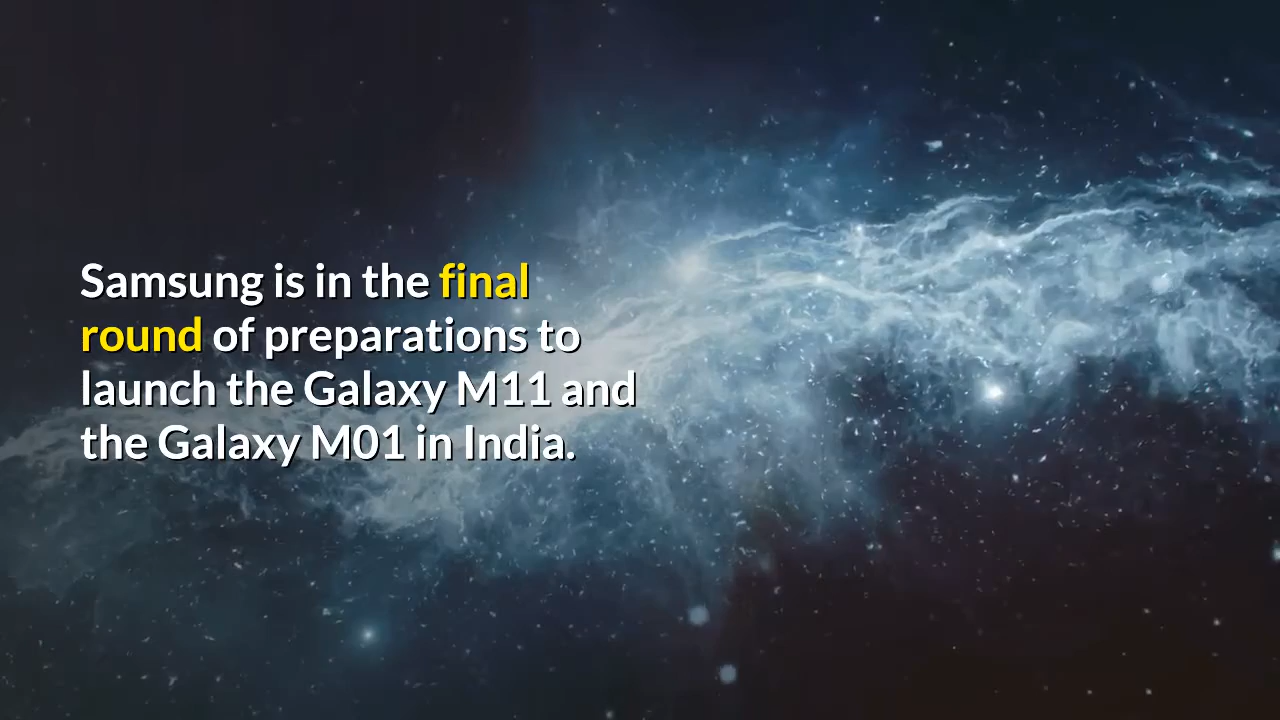 Samsung is in the final
round of preparations to
launch the Galaxy M11 and
the Galaxy M01 in India.